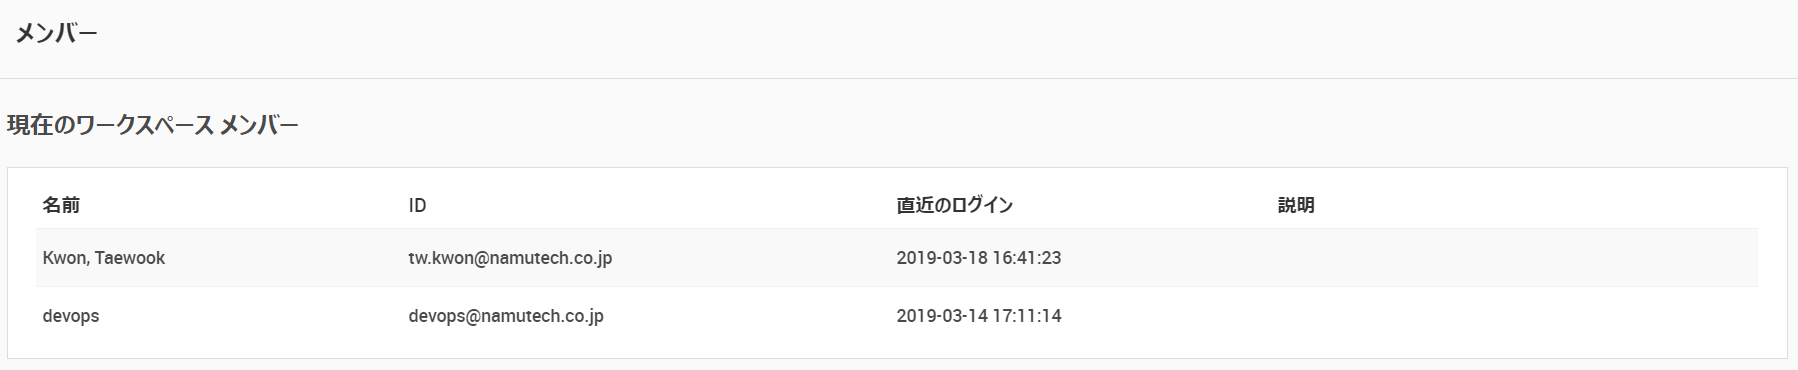 メンバー
現在のワークスペース メンバー
名前 ID 直近のログイン 説明
Kwon, Taewook tw.kwon@namutech.co.jp 2019-03-18 16:41:23
devops devops@namutech.co.jp 2019-03-14 17:11:14